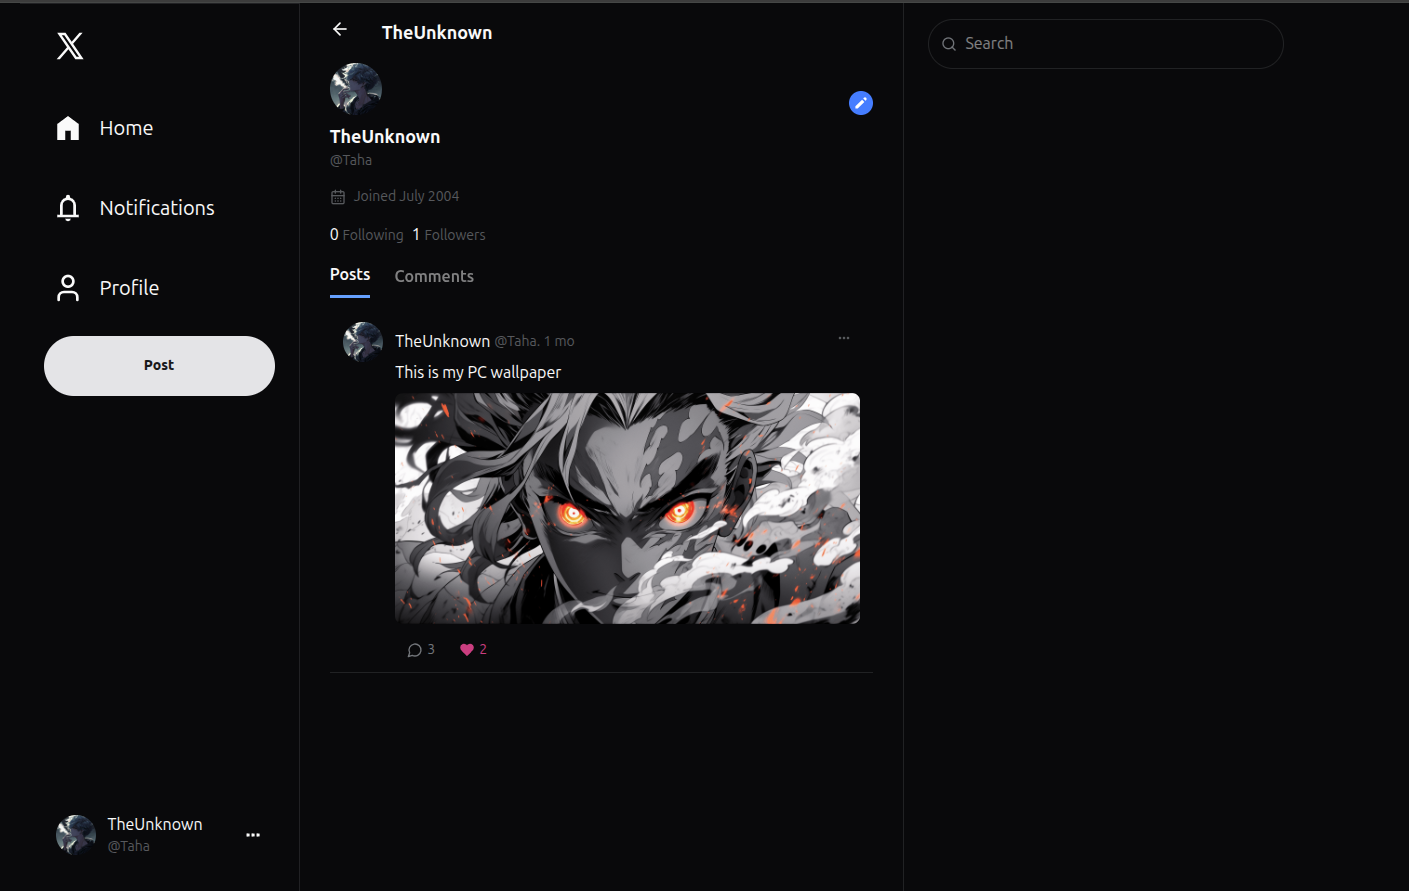 Home
Notifications
Profile
Post
TheUnknown
@Taha
TheUnknown
TheUnknown
@Taha
Joined July 2004
0 Following 1 Followers
Posts Comments
TheUnknown @Taha. 1 mo
This is my PC wallpaper
3 2
Search